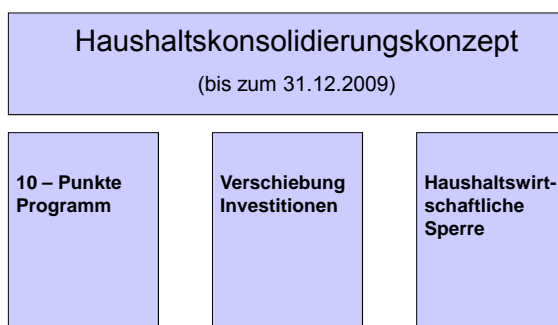 Haushaltskonsolidierungskonzept
(bis zum 31.12.2009)
10 – Punkte
Programm
Verschiebung
Investitionen
Haushaltswirt-
schaftliche
Sperre